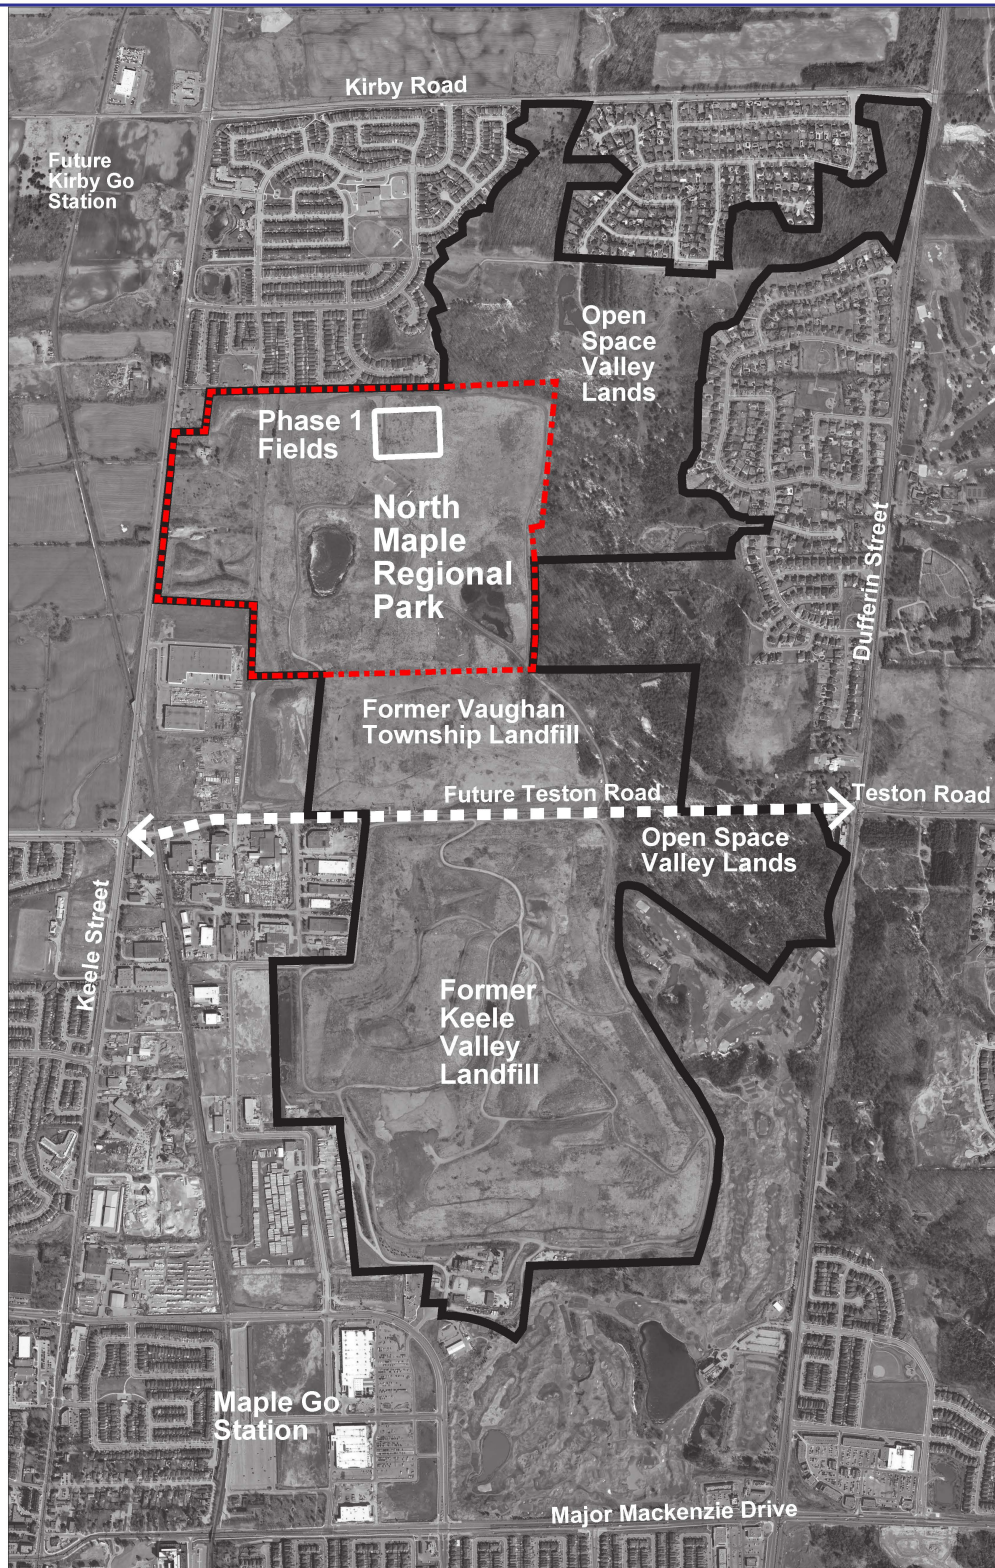 Kirby Road
Future
Kirby Go
Station
Open
Space
Valley
Lands
Phase 1
Fields
North
Maple
Regional
Park
Dufferin Street
Former Vaughan
Township Landfill
Future Teston Road
Teston Road
Open Space
Valley Lands
Keele Street
Former
Keele
Valley
Landfill
Maple Go
Station
Major Mackenzie Drive